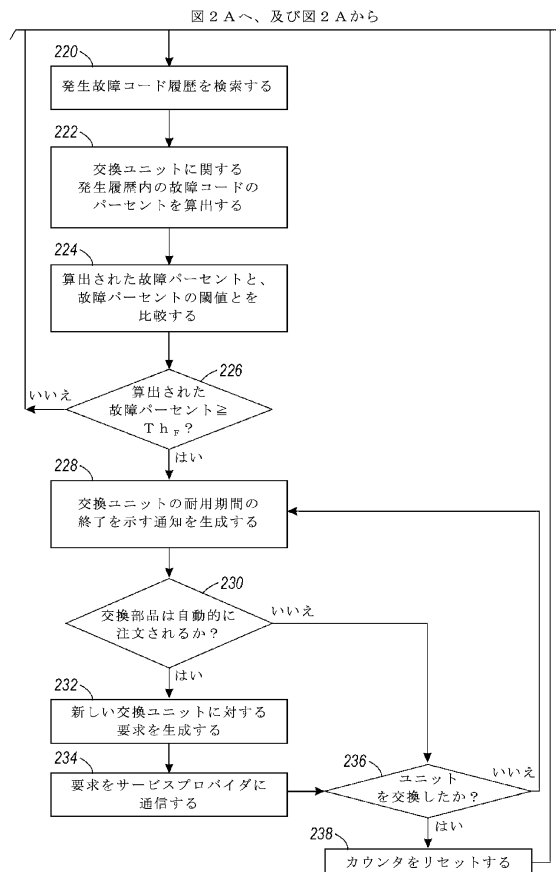 図２Ａへ、及び図２Ａから
220
発生故障コード履歴を検索する
222
交換ユニットに関する
発生履歴内の故障コードの
パーセントを算出する
224
算出された故障パーセントと、
故障パーセントの閾値とを
比較する
226
いいえ
算出された
故障パーセント≧
ＴｈF？
はい
228
交換ユニットの耐用期間の
終了を示す通知を生成する
230
いいえ
交換部品は自動的に
注文されるか？
はい
232
新しい交換ユニットに対する
要求を生成する
234
要求をサービスプロバイダに
通信する
236
いいえ
ユニット
を交換したか？
はい
238
カウンタをリセットする